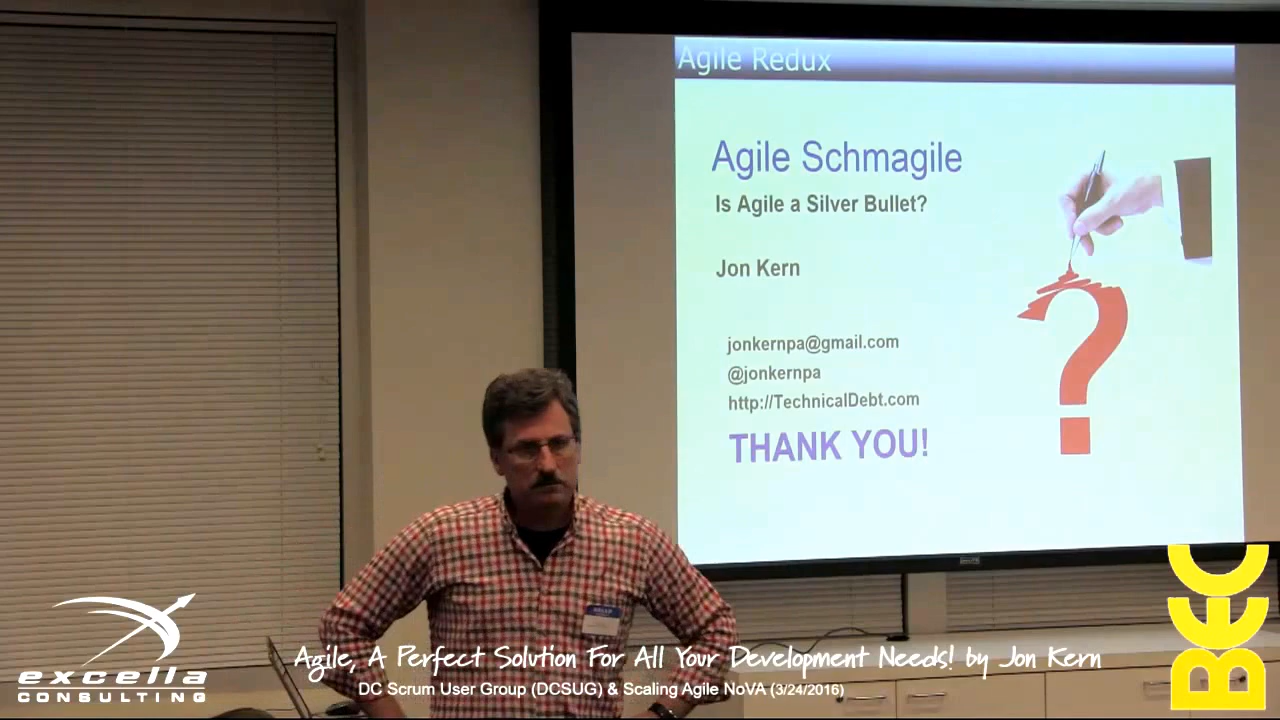 Agile Redux
Agile Schmagile
Is Agile a Silver Bullet?
Jon Kern
jonkernpa@gmail.com
@jonkernpa
http://TechnicalDebt.com
THANK YOU!
excella
CONSULTING
Agile, A Perfect Solution For All Your Development Needs! by Jon Kern
DC Scrum User Group (DCSUG) & Scaling Agile NoVA (3/24/2016)
BEC